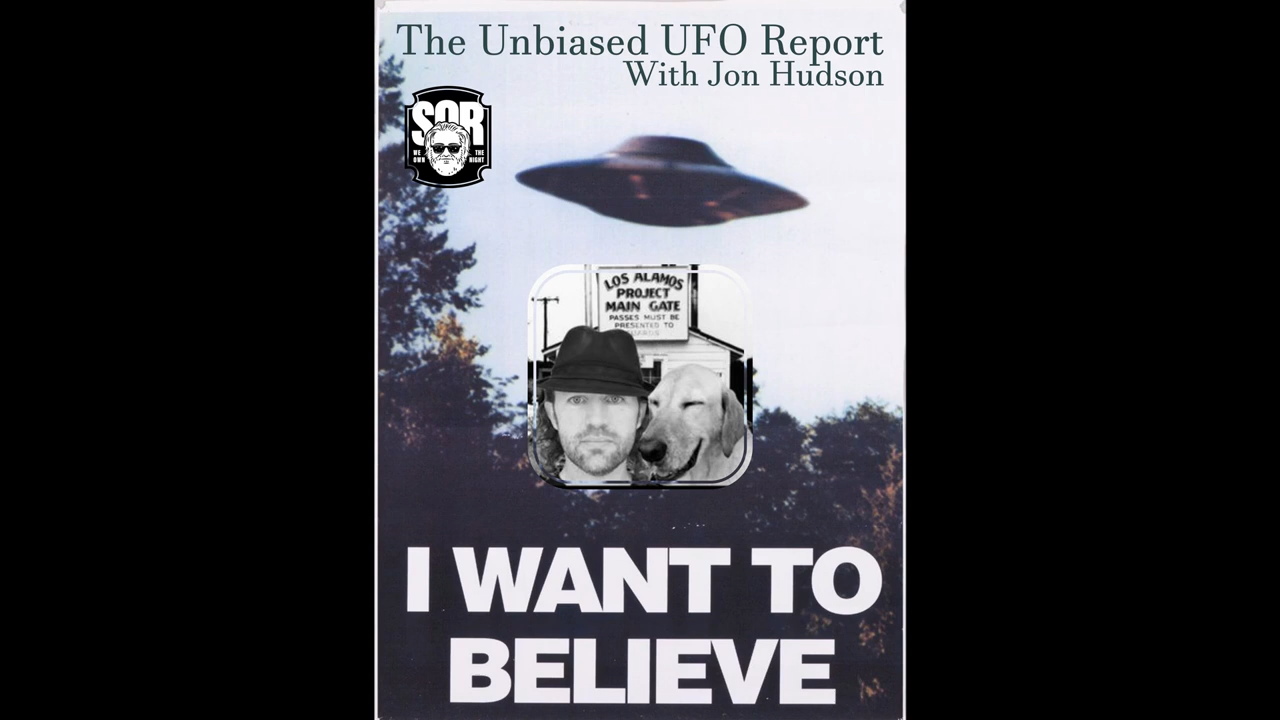 The Unbiased UFO Report
With Jon Hudson
SOR
WE OWN THE NIGHT
LOS ALAMOS
PROJECT
MAIN GATE
PASSES MUST BE
PRESENTED TO
GUARDS
I WANT TO
BELIEVE